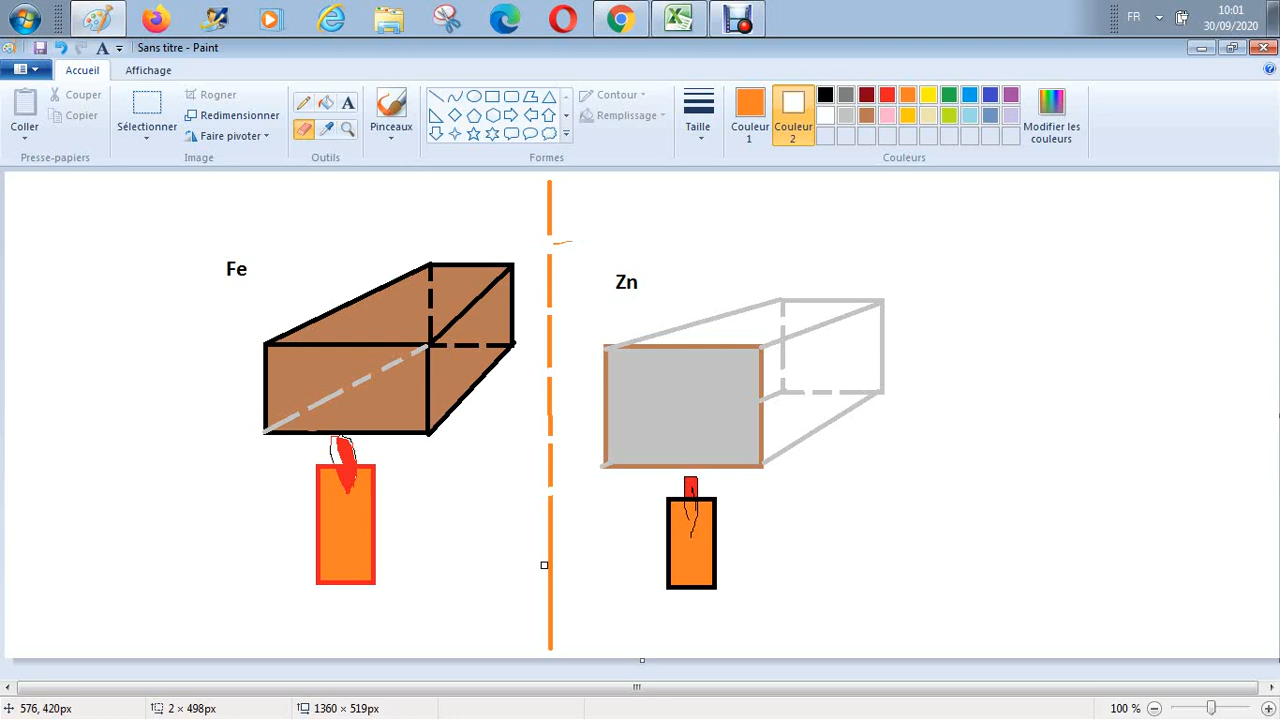 FR
10:01
30/09/2020
Sans titre - Paint
Accueil
Affichage
Coller
Couper
Copier
Presse-papiers
Sélectionner
Rogner
Redimensionner
Faire pivoter
Image
A
Outils
Pinceaux
Contour
Remplissage
Formes
Taille
Couleur
1
Couleur
2
Modifier les
couleurs
Couleurs
Fe
Zn
576, 420px
2 × 498px
1360 × 519px
100 %